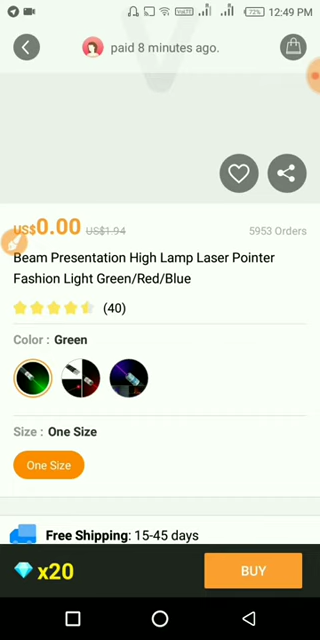 VoLTE 72% 12:49 PM
paid 8 minutes ago.
US$0.00 US$1.94 5953 Orders
Beam Presentation High Lamp Laser Pointer
Fashion Light Green/Red/Blue
(40)
Color : Green
Size : One Size
One Size
Free Shipping: 15-45 days
x20 BUY